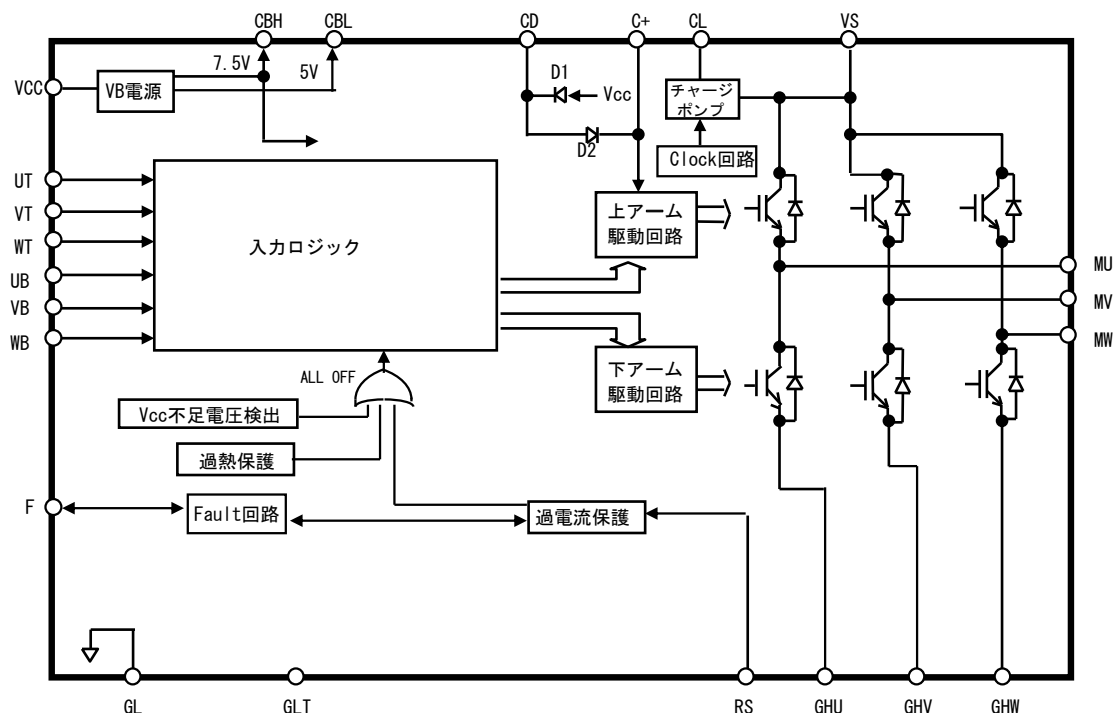 CBH
CBL
CD
C+
CL
VS
7.5V
5V
VCC
VB電源
D1
Vcc
D2
チャージ
ポンプ
Clock回路
UT
VT
WT
UB
VB
WB
入力ロジック
上アーム
駆動回路
下アーム
駆動回路
MU
MV
MW
ALL OFF
Vcc不足電圧検出
過熱保護
F
Fault回路
過電流保護
GL
GLT
RS
GHU
GHV
GHW